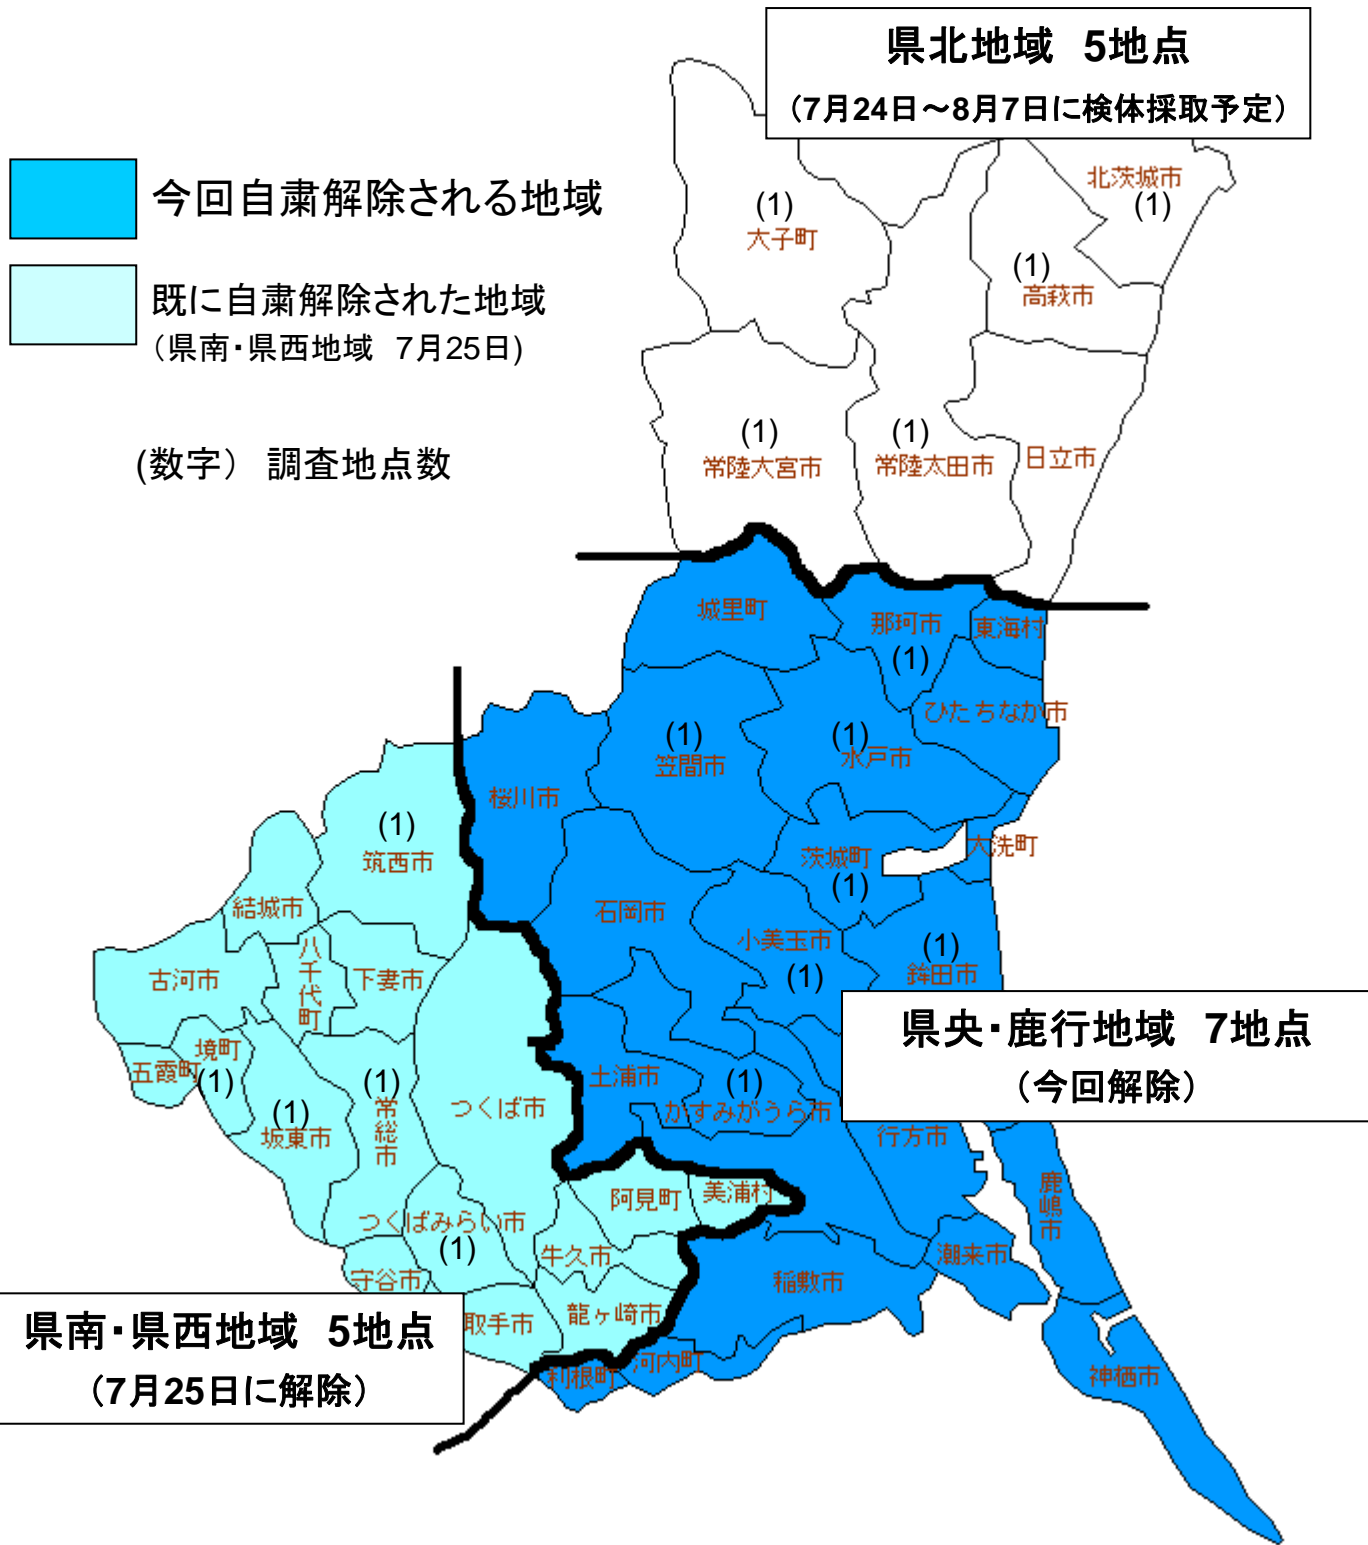 県北地域 5地点
（7月24日～8月7日に検体採取予定）
今回自粛解除される地域
既に自粛解除された地域
（県南・県西地域 7月25日)
(数字） 調査地点数
北茨城市
(1)
(1)
大子町
(1)
高萩市
(1)
常陸大宮市
(1)
常陸太田市
日立市
城里町
那珂市
(1)
東海村
ひたちなか市
(1)
笠間市
(1)
水戸市
桜川市
(1)
筑西市
茨城町
(1)
大洗町
結城市
石岡市
小美玉市
(1)
(1)
鉾田市
古河市
八千代町
下妻市
県央・鹿行地域 7地点
（今回解除）
境町
(1)
五霞町
(1)
坂東市
(1)
常総市
つくば市
土浦市
(1)
かすみがうら市
行方市
鹿嶋市
阿見町
美浦村
つくばみらい市
(1)
牛久市
潮来市
守谷市
稲敷市
県南・県西地域 5地点
（7月25日に解除）
取手市
龍ヶ崎市
利根町
河内町
神栖市